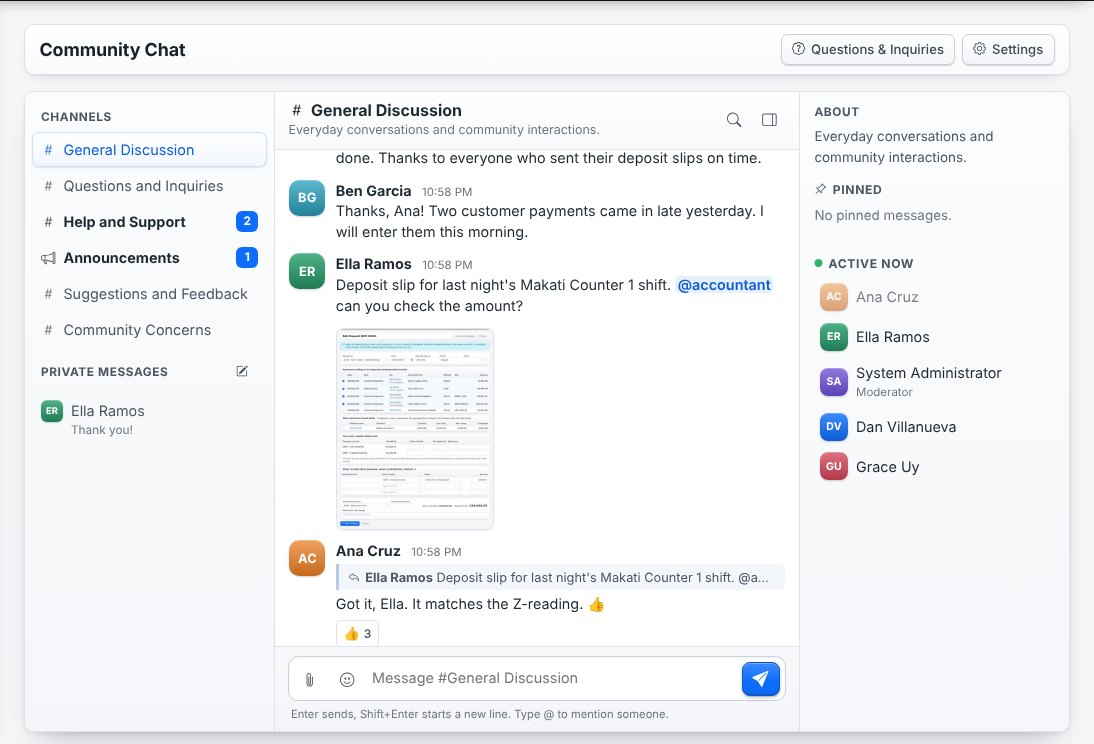 Community Chat
Questions & Inquiries
Settings
CHANNELS
# General Discussion
# Questions and Inquiries
# Help and Support 2
Announcements 1
# Suggestions and Feedback
# Community Concerns
PRIVATE MESSAGES
ER Ella Ramos
Thank you!
# General Discussion
Everyday conversations and community interactions.
done. Thanks to everyone who sent their deposit slips on time.
BG Ben Garcia 10:58 PM
Thanks, Ana! Two customer payments came in late yesterday. I
will enter them this morning.
ER Ella Ramos 10:58 PM
Deposit slip for last night's Makati Counter 1 shift. @accountant
can you check the amount?
AC Ana Cruz 10:58 PM
Ella Ramos Deposit slip for last night's Makati Counter 1 shift. @a...
Got it, Ella. It matches the Z-reading. 👍
👍 3
Message #General Discussion
Enter sends, Shift+Enter starts a new line. Type @ to mention someone.
ABOUT
Everyday conversations and
community interactions.
PINNED
No pinned messages.
ACTIVE NOW
AC Ana Cruz
ER Ella Ramos
SA System Administrator
Moderator
DV Dan Villanueva
GU Grace Uy